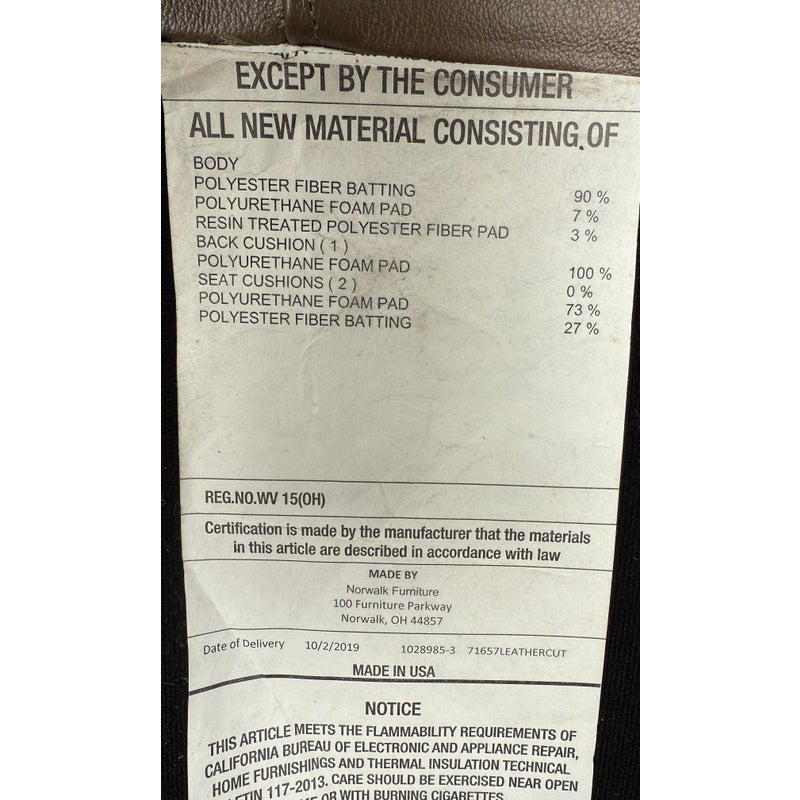 EXCEPT BY THE CONSUMER
ALL NEW MATERIAL CONSISTING OF
BODY
POLYESTER FIBER BATTING 90 %
POLYURETHANE FOAM PAD 7 %
RESIN TREATED POLYESTER FIBER PAD 3 %
BACK CUSHION ( 1 )
POLYURETHANE FOAM PAD 100 %
SEAT CUSHIONS ( 2 ) 0 %
POLYURETHANE FOAM PAD 73 %
POLYESTER FIBER BATTING 27 %
REG.NO.WV 15(OH)
Certification is made by the manufacturer that the materials
in this article are described in accordance with law
MADE BY
Norwalk Furniture
100 Furniture Parkway
Norwalk, OH 44857
Date of Delivery 10/2/2019 1028985-3 71657LEATHERCUT
MADE IN USA
NOTICE
THIS ARTICLE MEETS THE FLAMMABILITY REQUIREMENTS OF
CALIFORNIA BUREAU OF ELECTRONIC AND APPLIANCE REPAIR,
HOME FURNISHINGS AND THERMAL INSULATION TECHNICAL
117-2013. CARE SHOULD BE EXERCISED NEAR OPEN
OR WITH BURNING CIGARETTES